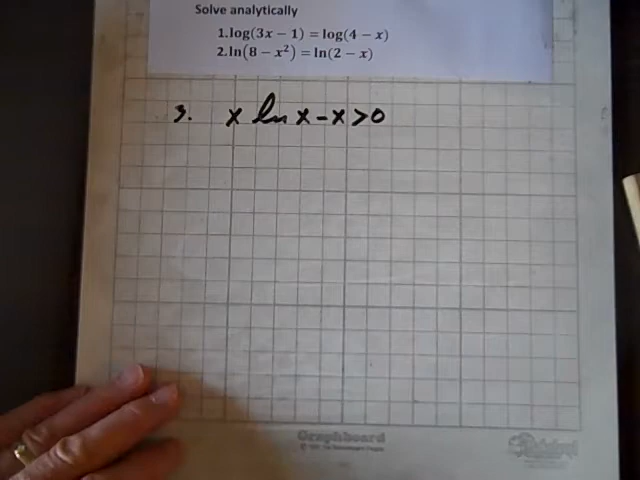 Solve analytically
1.log(3x − 1) = log(4 − x)
2.ln(8 − x²) = ln(2 − x)
3. x ln x - x > 0
Graphboard